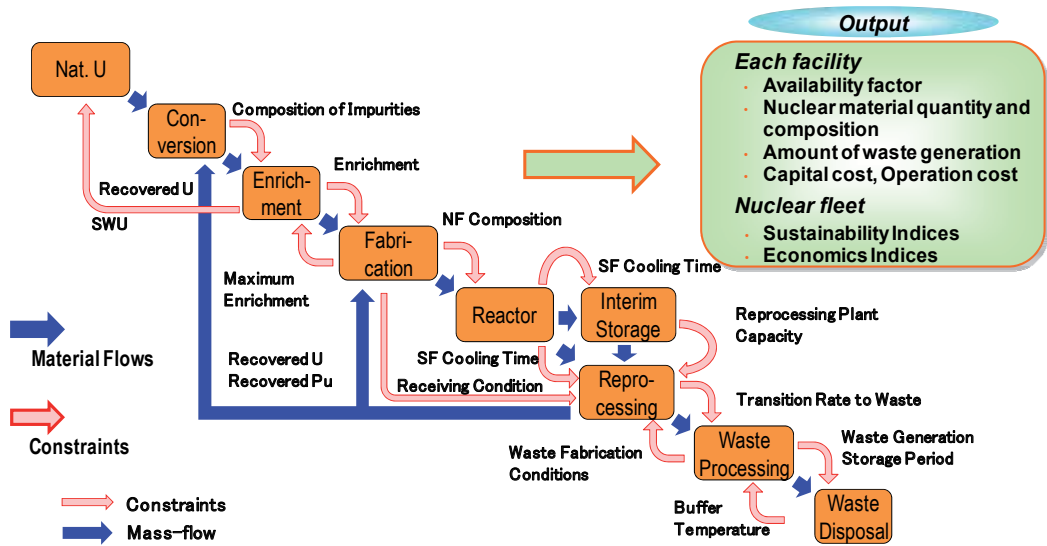 Output
Each facility
· Availability factor
· Nuclear material quantity and
composition
· Amount of waste generation
· Capital cost, Operation cost
Nuclear fleet
· Sustainability Indices
· Economics Indices
Nat. U
Con-
version
Composition of Impurities
Enrich-
ment
Enrichment
Recovered U
SWU
Fabri-
cation
NF Composition
Maximum
Enrichment
Reactor
SF Cooling Time
Interim
Storage
Reprocessing Plant
Capacity
Material Flows
Recovered U
Recovered Pu
SF Cooling Time
Receiving Condition
Repro-
cessing
Transition Rate to Waste
Constraints
Waste Fabrication
Conditions
Waste
Processing
Waste Generation
Storage Period
Constraints
Mass-flow
Buffer
Temperature
Waste
Disposal